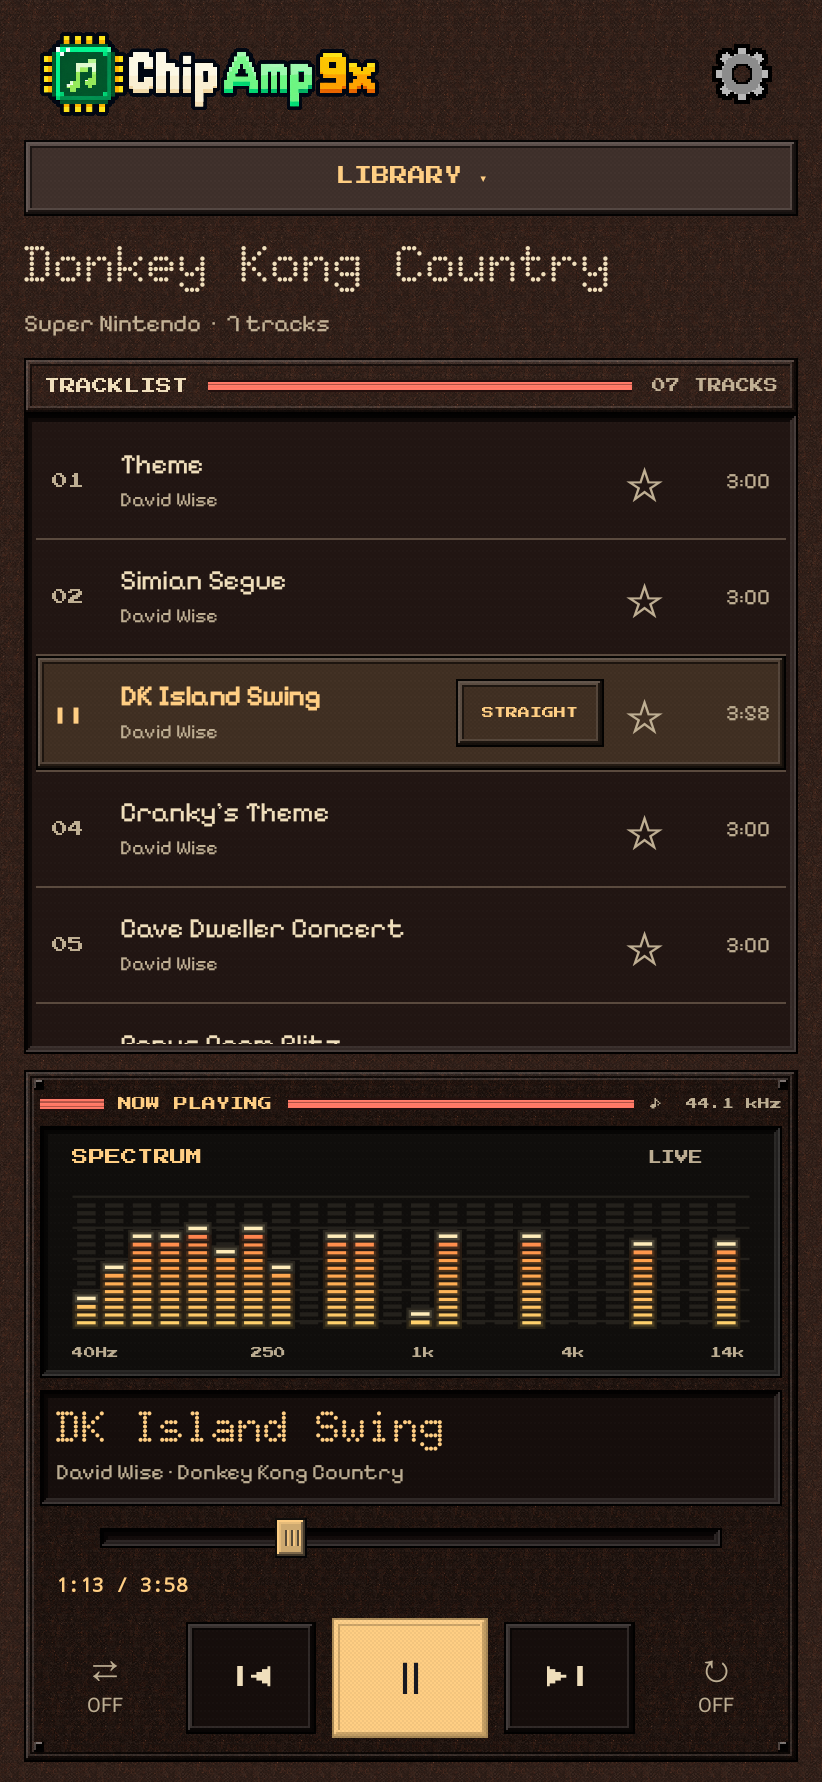 ChipAmp9x
LIBRARY ▾
Donkey Kong Country
Super Nintendo · 7 tracks
TRACKLIST 07 TRACKS
01 Theme 3:00
David Wise
02 Simian Segue 3:00
David Wise
DK Island Swing STRAIGHT 3:58
David Wise
04 Cranky's Theme 3:00
David Wise
05 Cave Dweller Concert 3:00
David Wise
NOW PLAYING ♪ 44.1 kHz
SPECTRUM LIVE
40Hz 250 1k 4k 14k
DK Island Swing
David Wise · Donkey Kong Country
1:13 / 3:58
OFF OFF